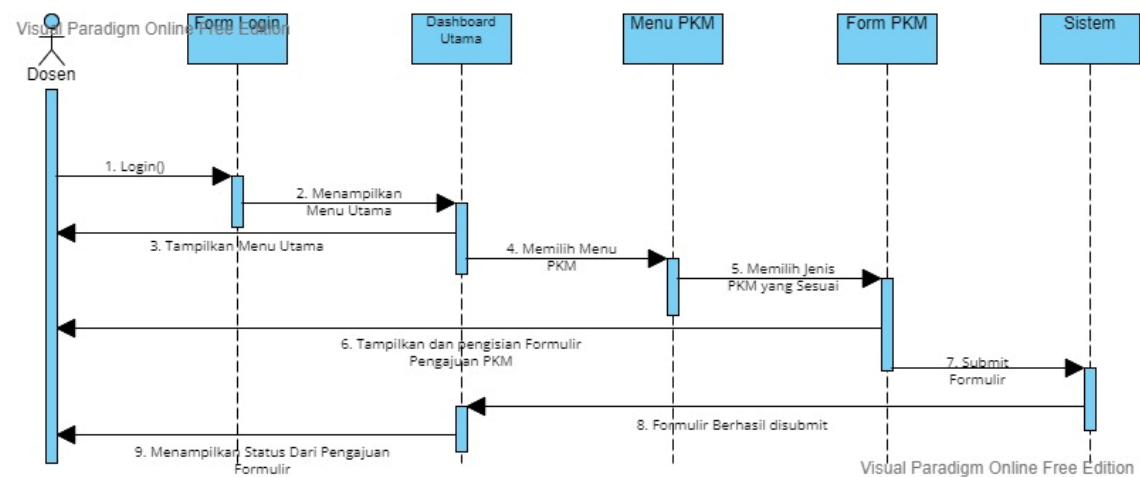 Visual Paradigm Online Free Edition
Dosen
Form Login
Dashboard
Utama
Menu PKM
Form PKM
Sistem
1. Login()
2. Menampilkan
Menu Utama
3. Tampilkan Menu Utama
4. Memilih Menu
PKM
5. Memilih Jenis
PKM yang Sesuai
6. Tampilkan dan pengisian Formulir
Pengajuan PKM
7. Submit
Formulir
8. Formulir Berhasil disubmit
9. Menampilkan Status Dari Pengajuan
Formulir
Visual Paradigm Online Free Edition